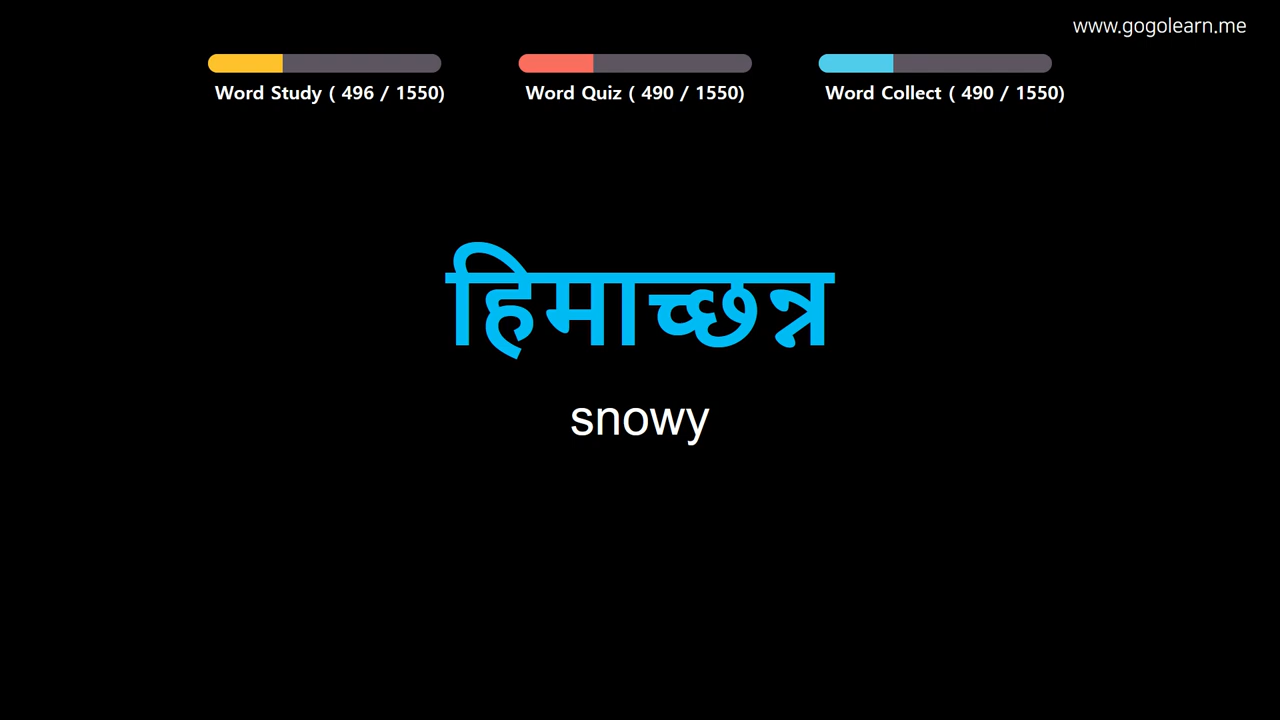 www.gogolearn.me
Word Study ( 496 / 1550)
Word Quiz ( 490 / 1550)
Word Collect ( 490 / 1550)
हिमाच्छन्न
snowy